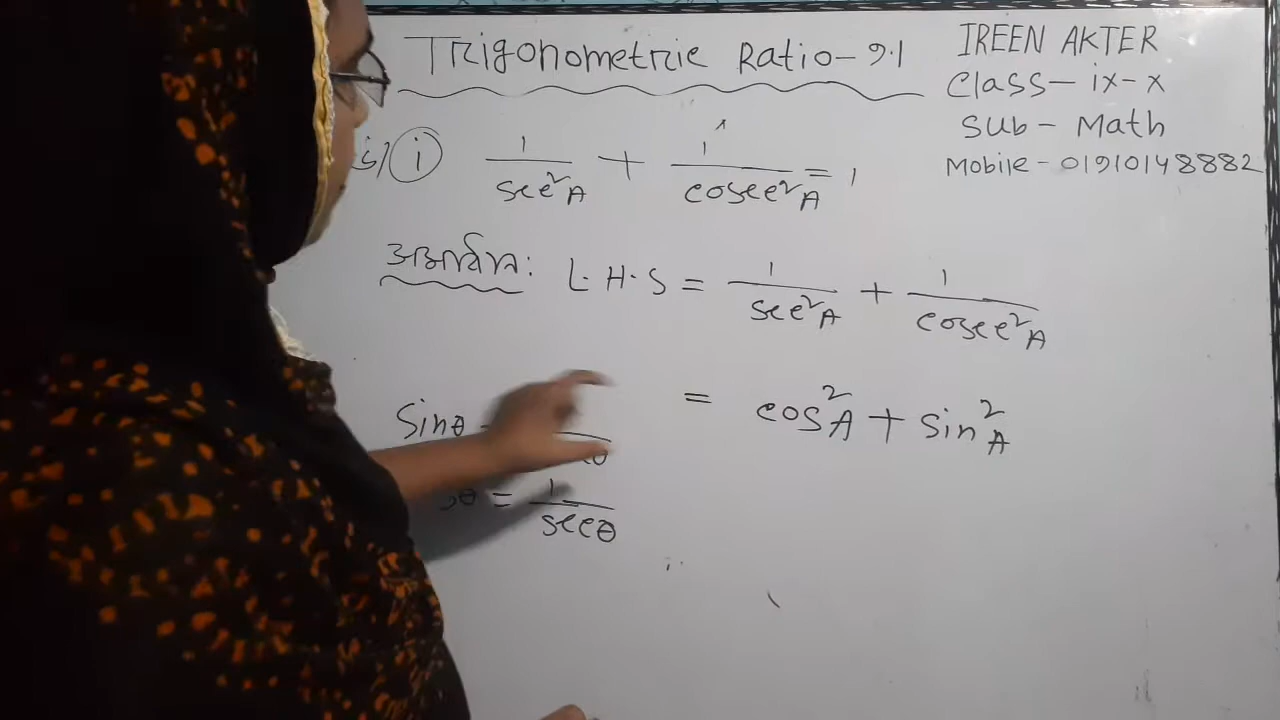 Trigonometric Ratio-9.1
IREEN AKTER
Class-ix-x
Sub-Math
Mobile-01910148882
(i) 1/sec²A + 1/cosec²A = 1
সমাধান: L.H.S = 1/sec²A + 1/cosec²A
= cos²A + sin²A
Sinθ
θ = 1/secθ